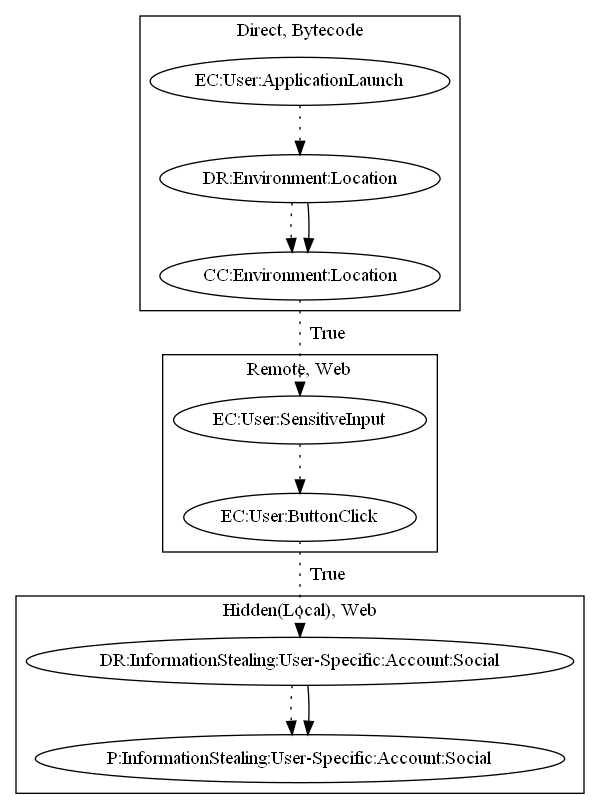 Direct, Bytecode
EC:User:ApplicationLaunch
DR:Environment:Location
CC:Environment:Location
True
Remote, Web
EC:User:SensitiveInput
EC:User:ButtonClick
True
Hidden(Local), Web
DR:InformationStealing:User-Specific:Account:Social
P:InformationStealing:User-Specific:Account:Social